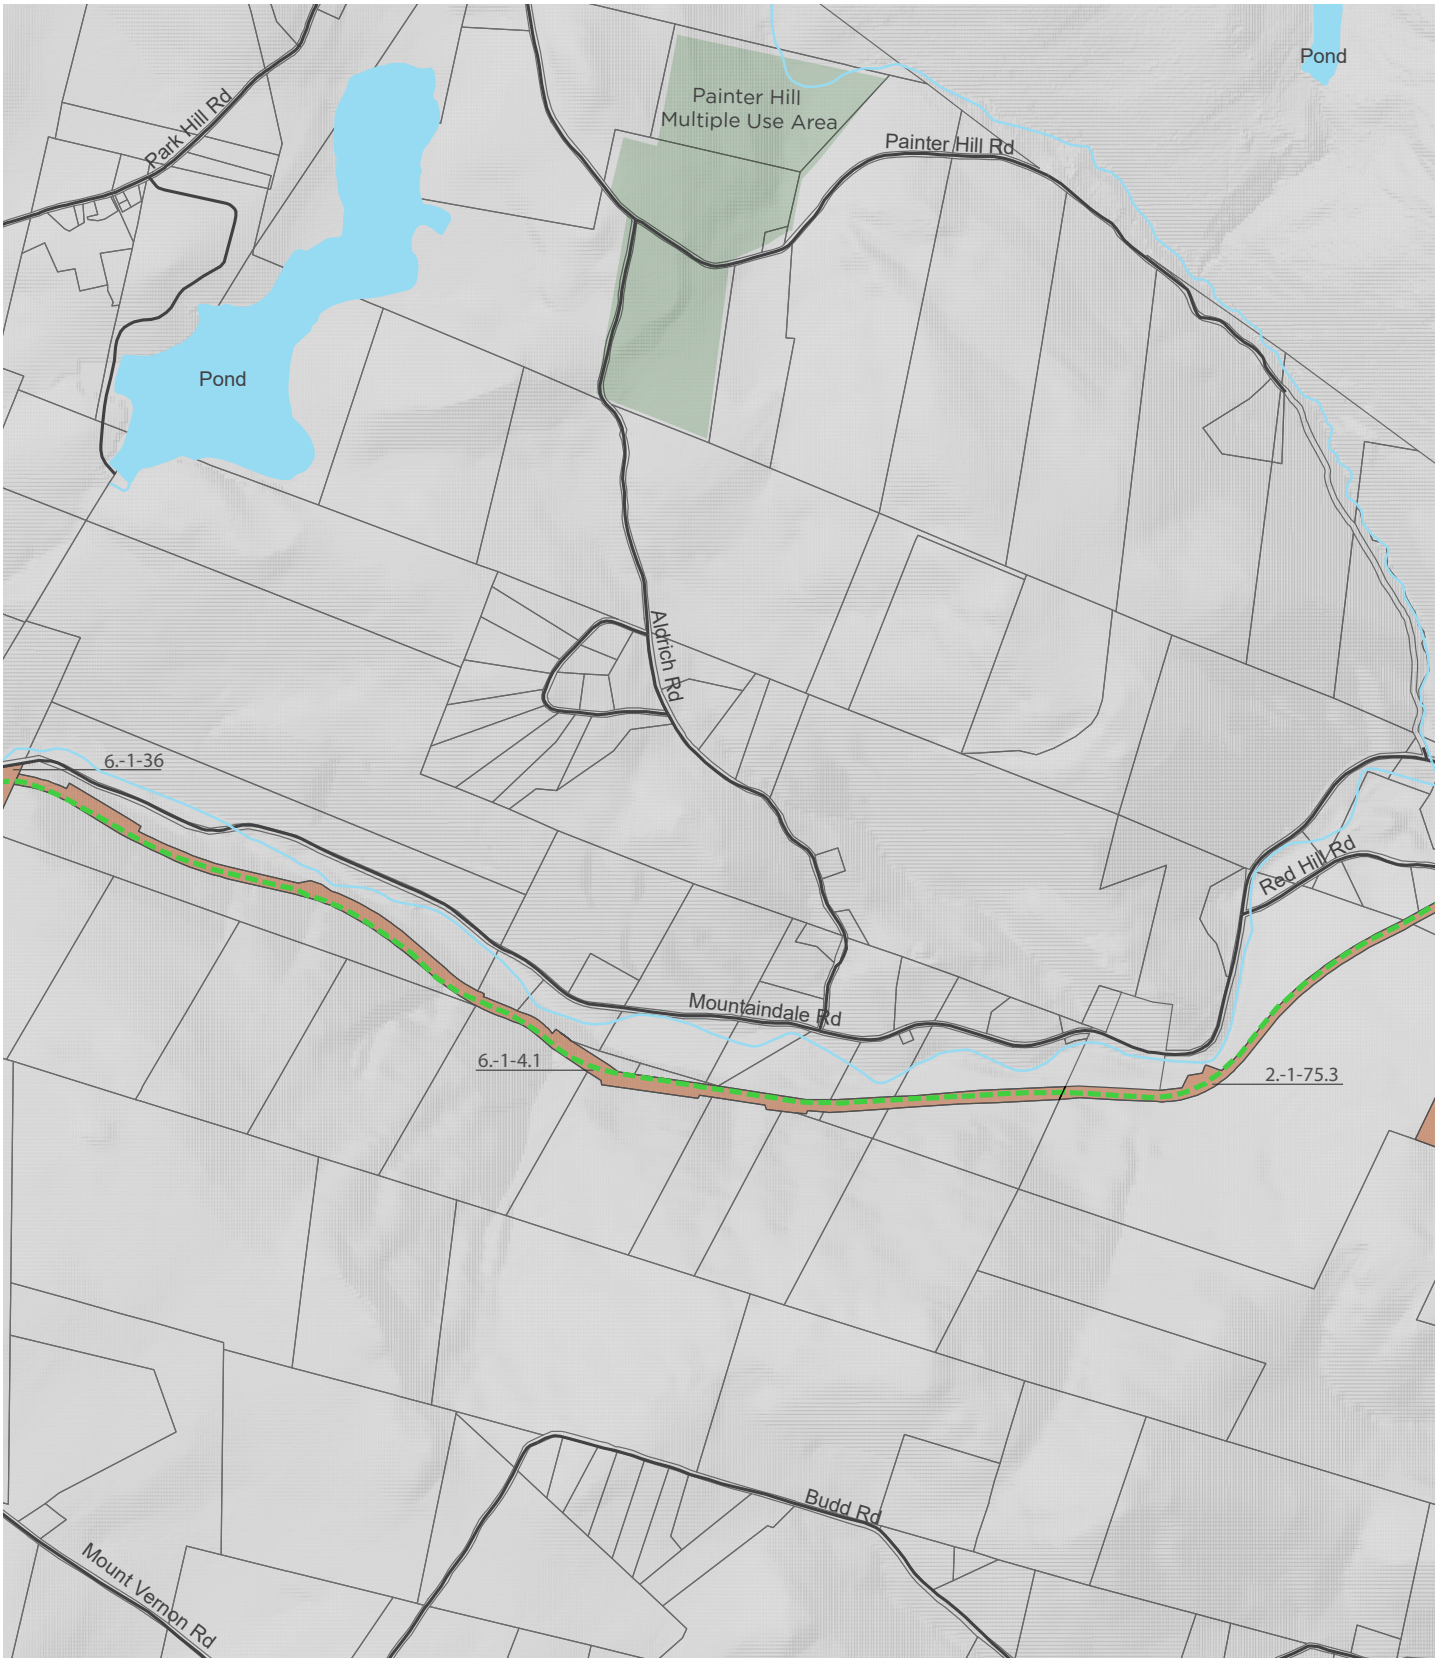 Pond
Painter Hill
Multiple Use Area
Park Hill Rd
Painter Hill Rd
Pond
Aldrich Rd
6.-1-36
Red Hill Rd
Mountaindale Rd
6.-1-4.1
2.-1-75.3
Budd Rd
Mount Vernon Rd